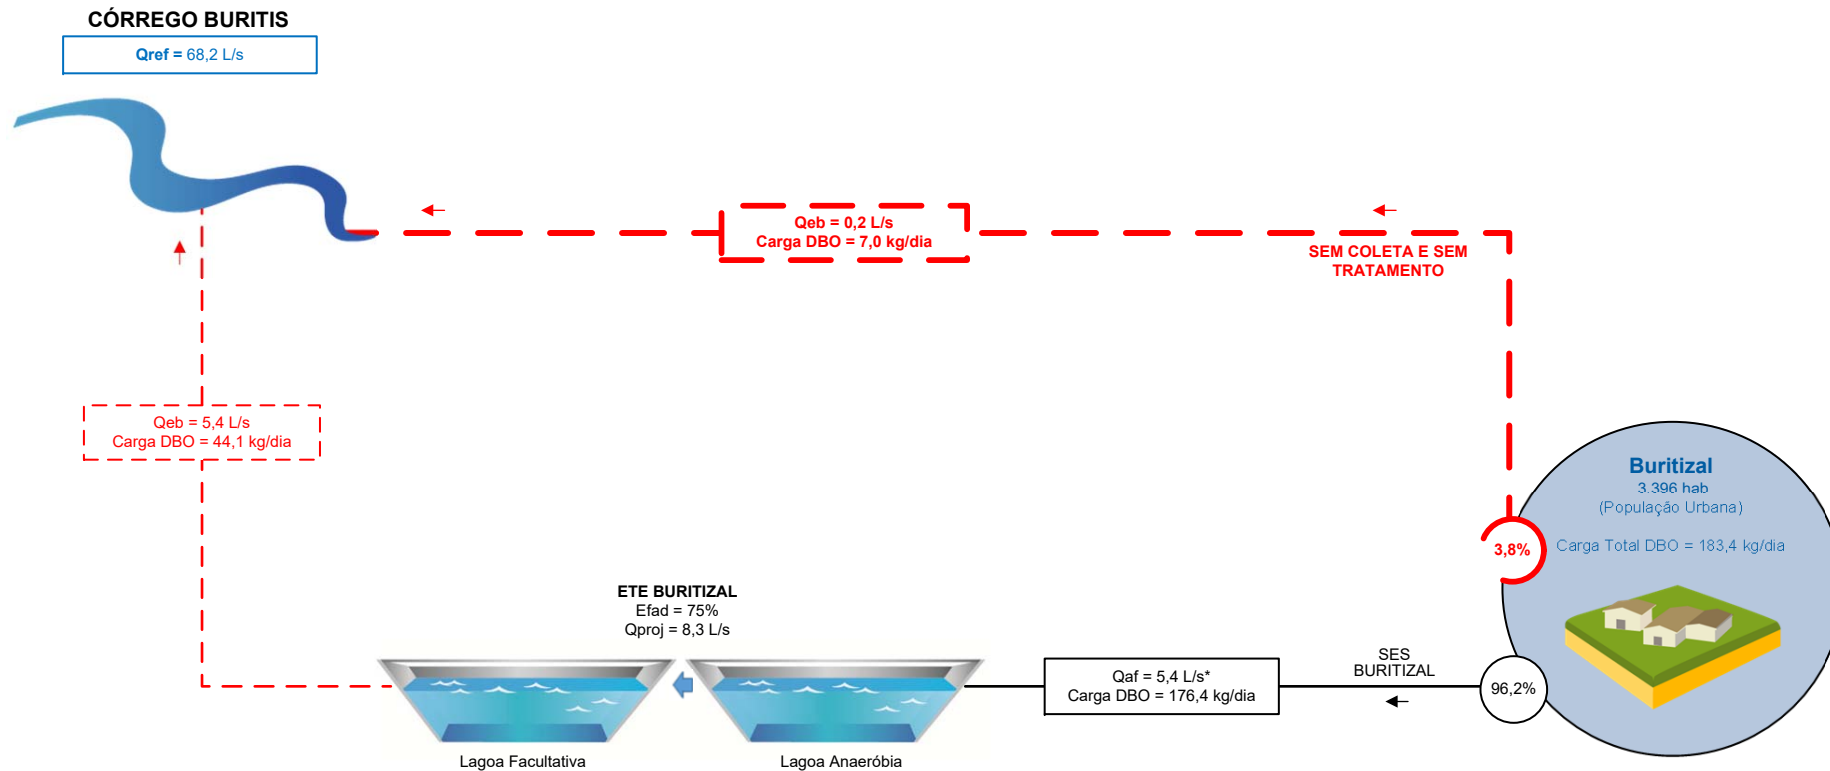 CÓRREGO BURITIS
Qref = 68,2 L/s
Qeb = 0,2 L/s
Carga DBO = 7,0 kg/dia
SEM COLETA E SEM
TRATAMENTO
Qeb = 5,4 L/s
Carga DBO = 44,1 kg/dia
Buritizal
3.396 hab
(População Urbana)
Carga Total DBO = 183,4 kg/dia
3,8%
ETE BURITIZAL
Efad = 75%
Qproj = 8,3 L/s
SES
BURITIZAL
Qaf = 5,4 L/s*
Carga DBO = 176,4 kg/dia
96,2%
Lagoa Facultativa
Lagoa Anaeróbia